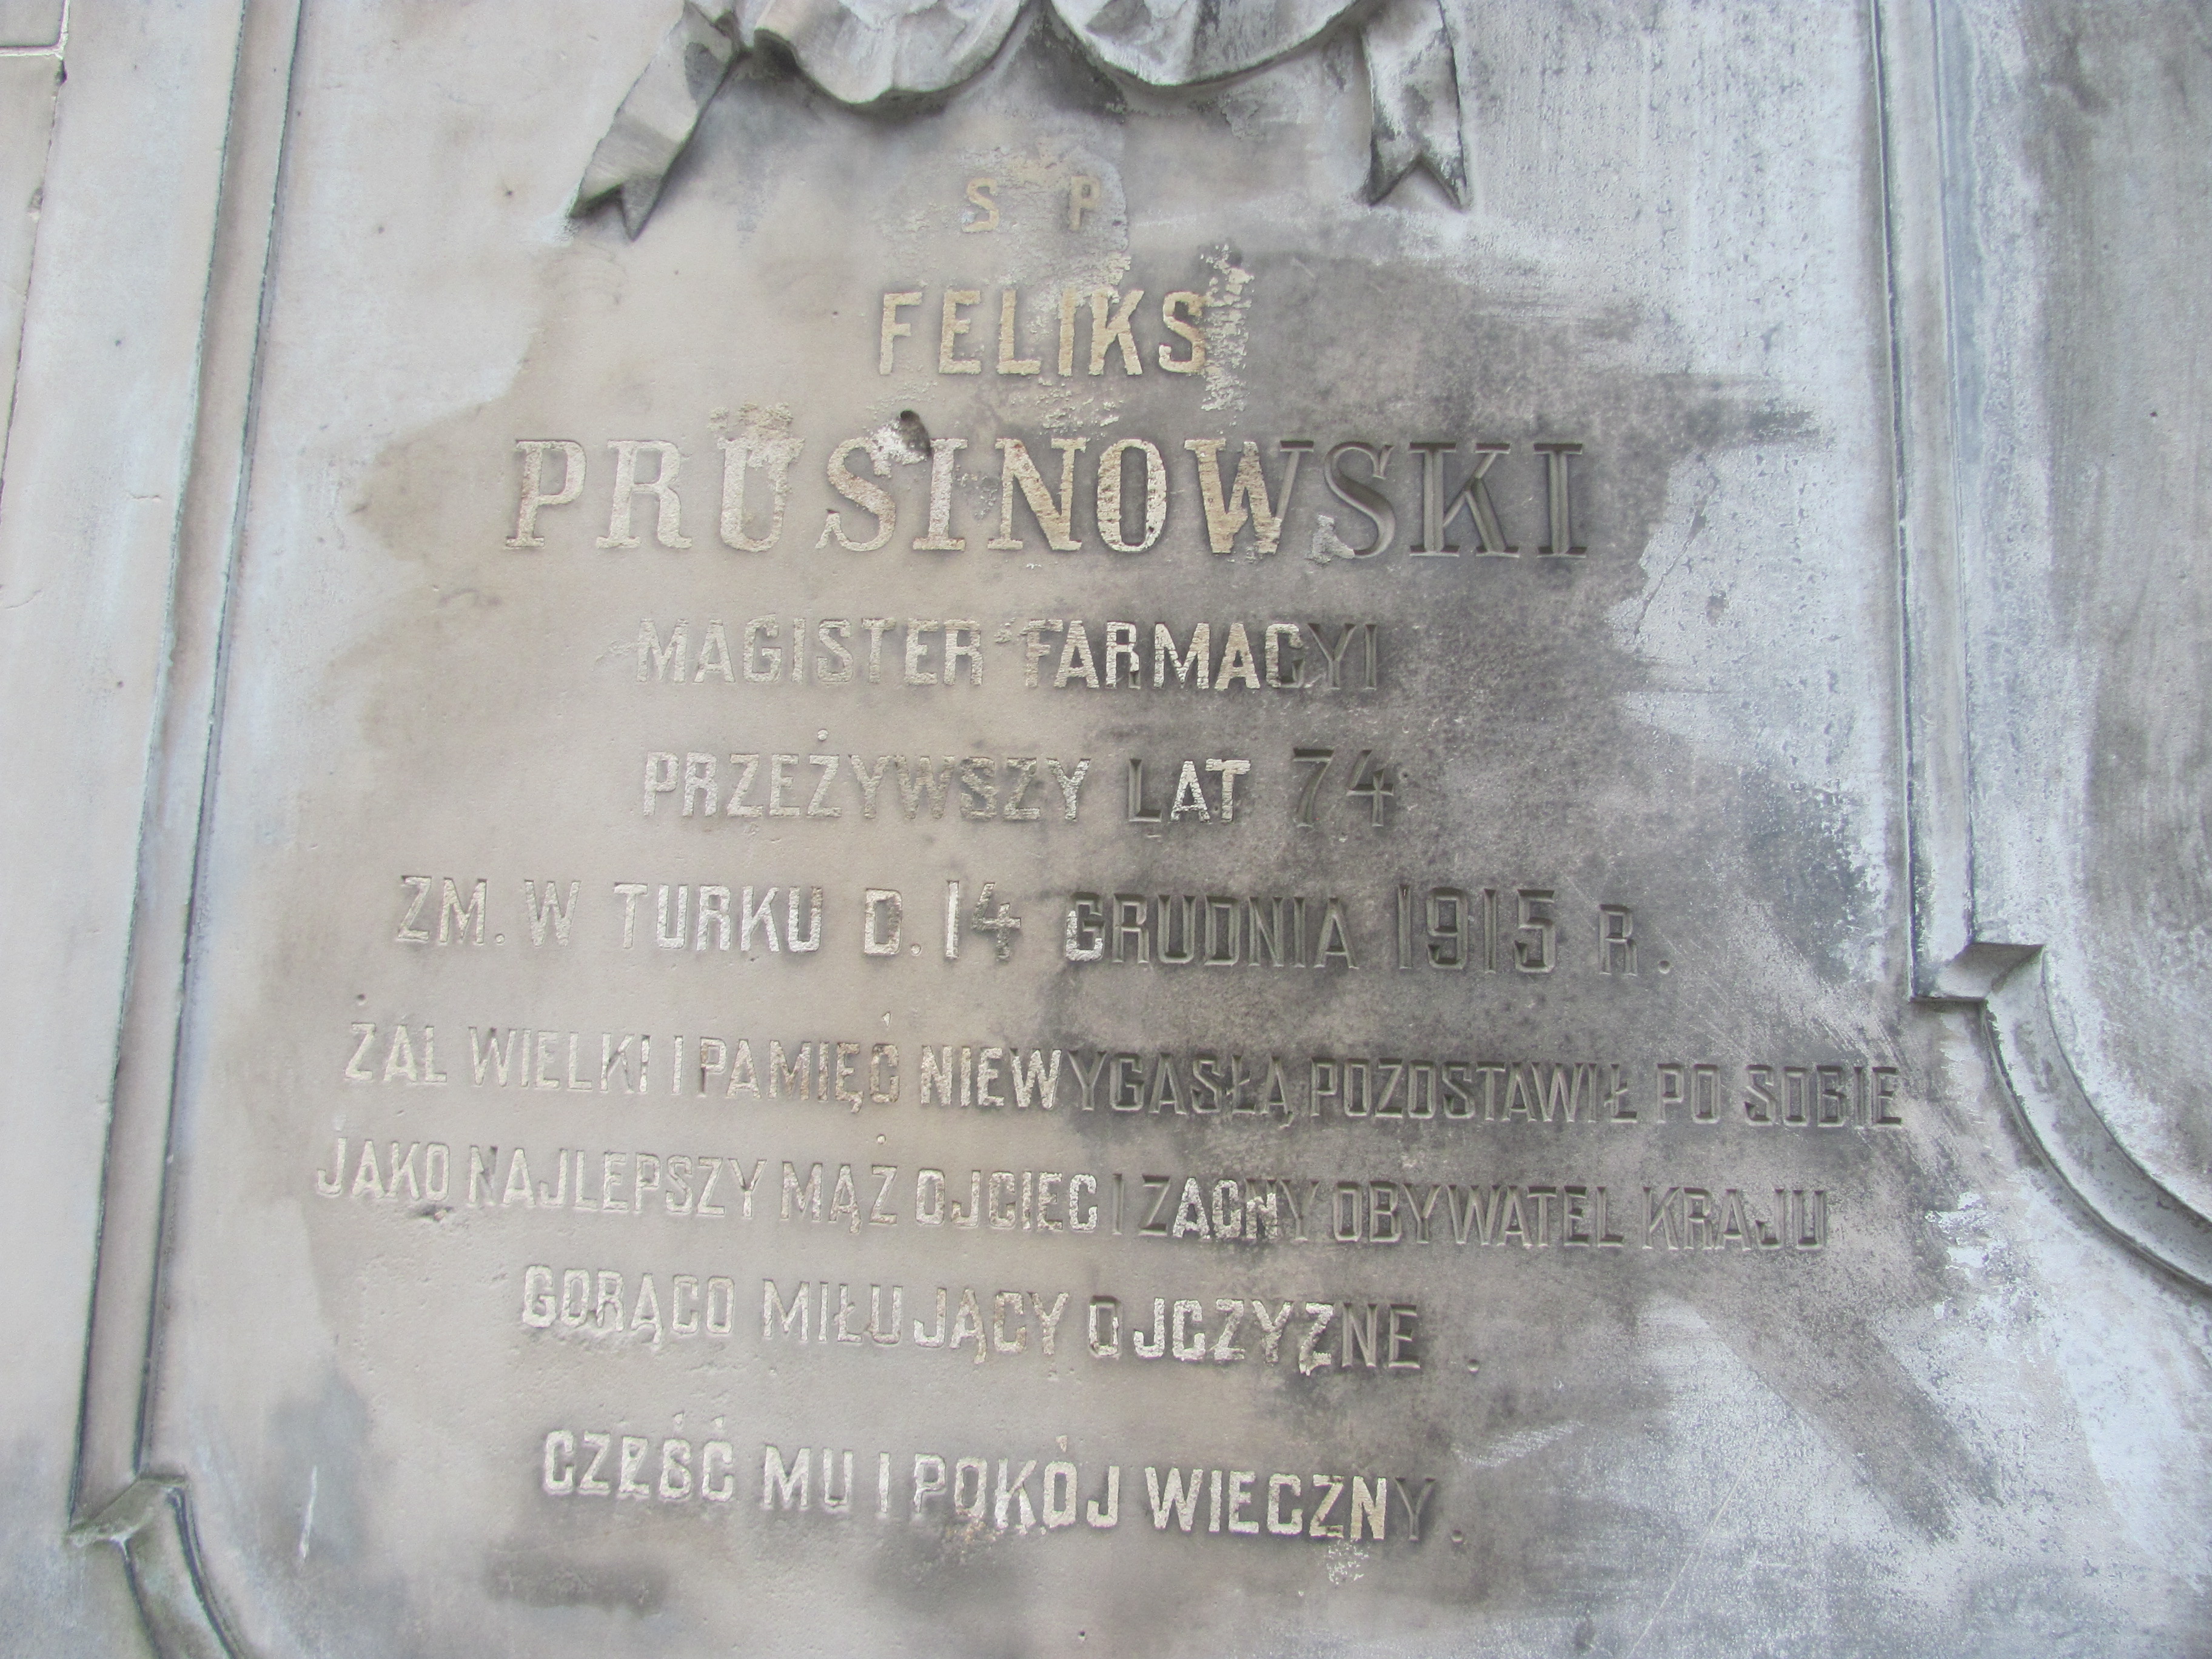 S P
FELIKS
PRUSINOWSKI
MAGISTER FARMACYI
PRZEŻYWSZY LAT 74
ZM. W TURKU D. 14 GRUDNIA 1915 R.
ŻAL WIELKI I PAMIĘĆ NIEWYGASŁĄ POZOSTAWIŁ PO SOBIE
JAKO NAJLEPSZY MĄŻ OJCIEC I ZACNY OBYWATEL KRAJU
GORĄCO MIŁUJĄCY OJCZYZNE.
CZEŚĆ MU I POKÓJ WIECZNY.